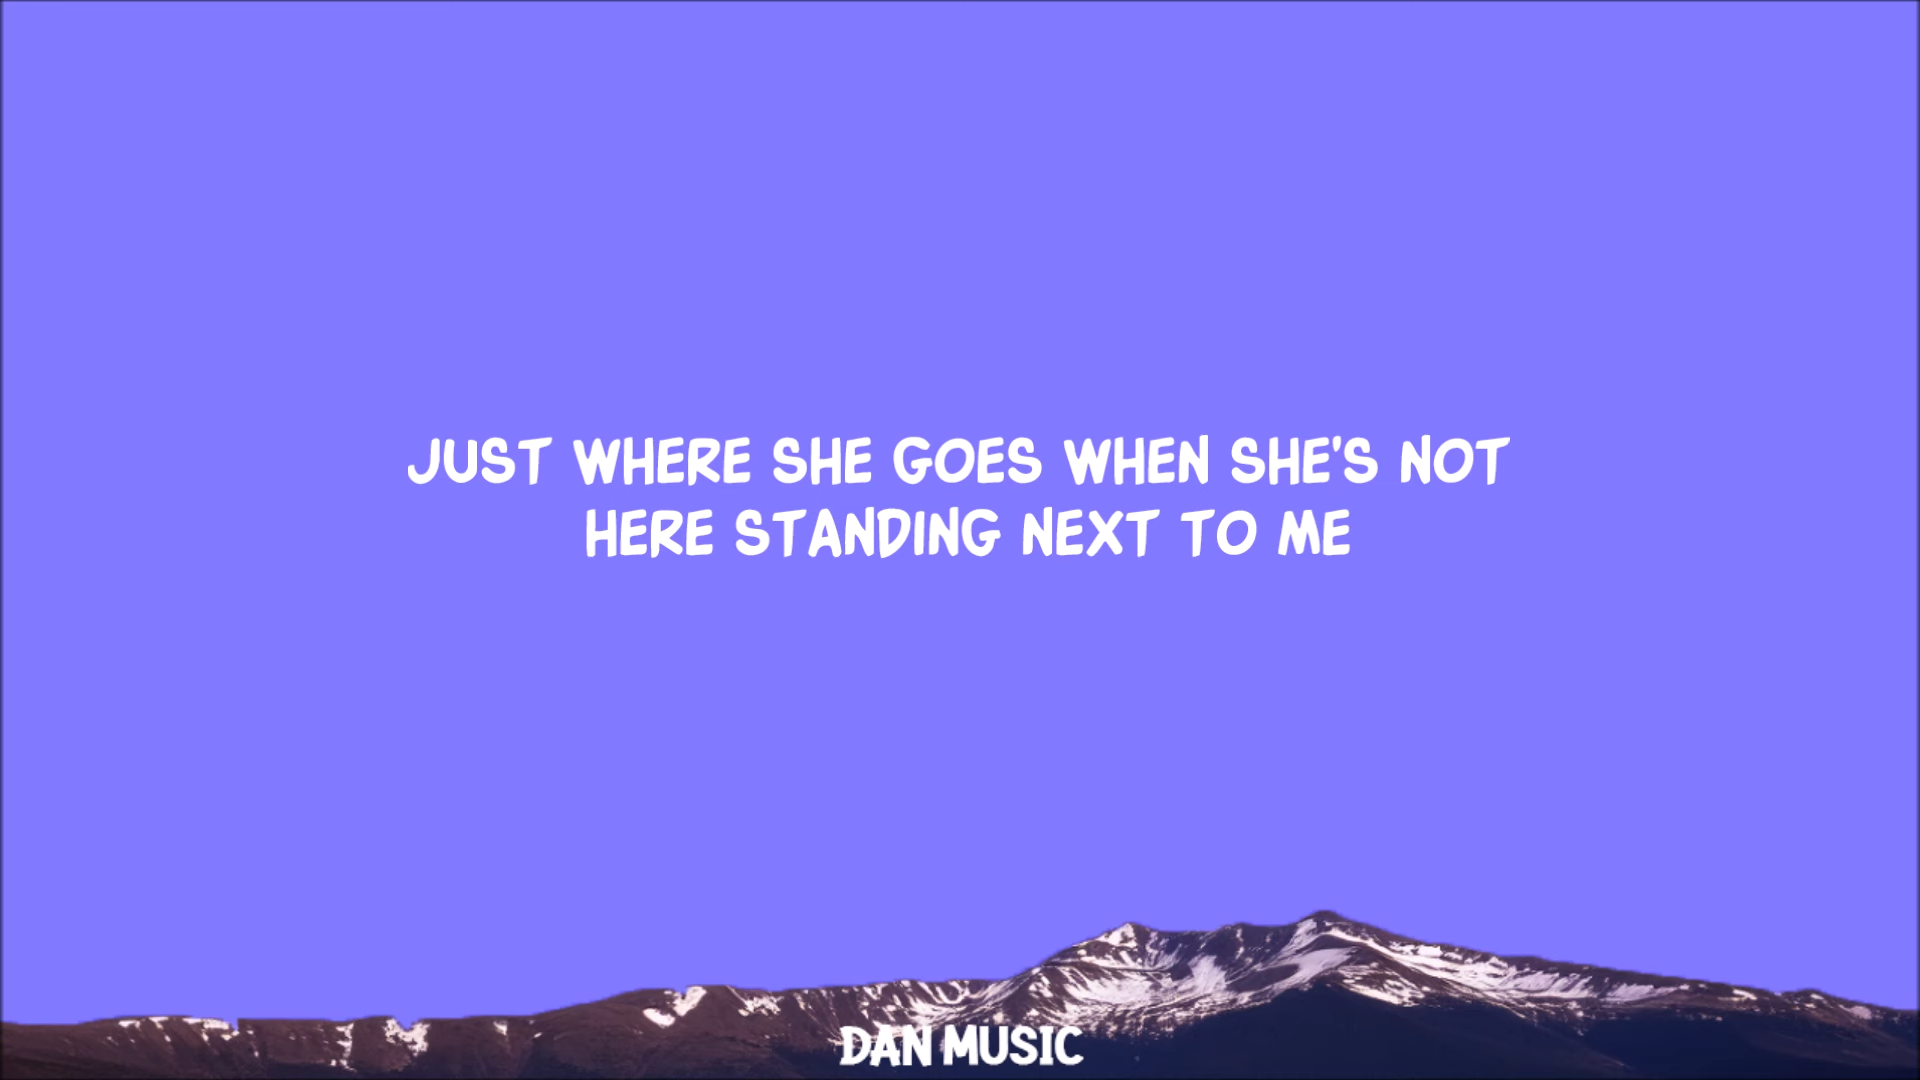 JUST WHERE SHE GOES WHEN SHE'S NOT
HERE STANDING NEXT TO ME
DAN MUSIC